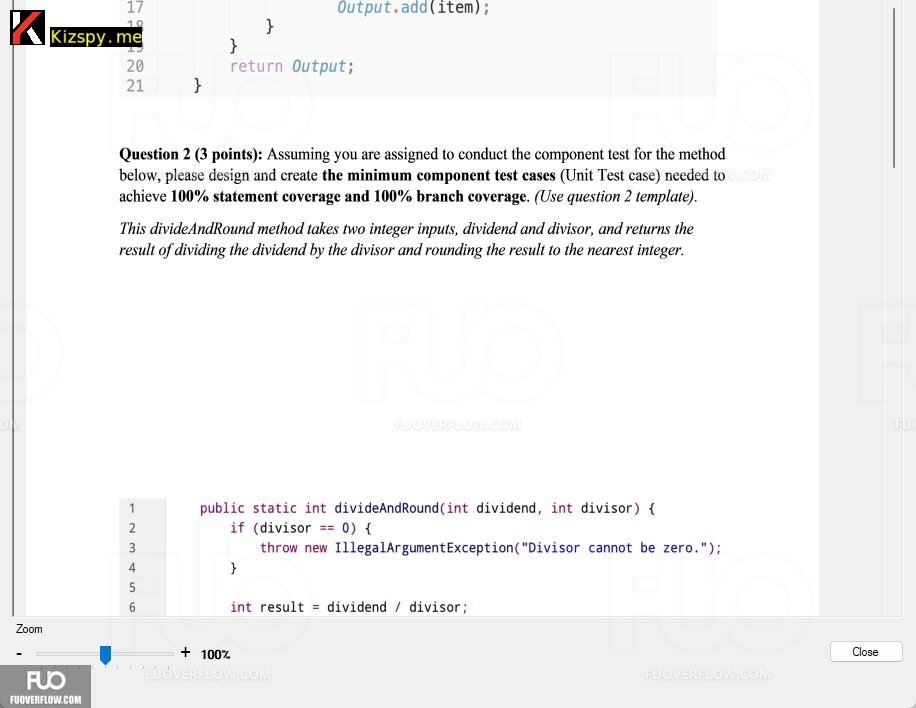 17 Output.add(item);
18 }
Kizspy.me
19 }
20 return Output;
21 }
Question 2 (3 points): Assuming you are assigned to conduct the component test for the method
below, please design and create the minimum component test cases (Unit Test case) needed to
achieve 100% statement coverage and 100% branch coverage. (Use question 2 template).
This divideAndRound method takes two integer inputs, dividend and divisor, and returns the
result of dividing the dividend by the divisor and rounding the result to the nearest integer.
FUO
FUOVERFLOW.COM
1 public static int divideAndRound(int dividend, int divisor) {
2 if (divisor == 0) {
3 throw new IllegalArgumentException("Divisor cannot be zero.");
4 }
5
6 int result = dividend / divisor;
Zoom
- + 100%
Close
FUOVERFLOW.COM FUOVERFLOW.COM
FUO
FUOVERFLOW.COM